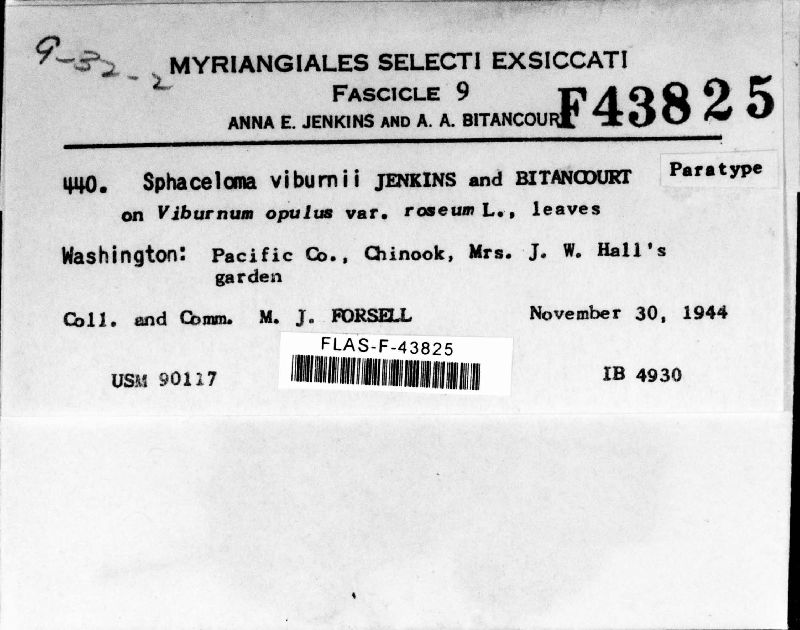 9-32-2
MYRIANGIALES SELECTI EXSICCATI
FASCICLE 9
ANNA E. JENKINS AND A. A. BITANCOUR
F43825
440. Sphaceloma viburnii JENKINS and BITANCOURT
Paratype
on Viburnum opulus var. roseum L., leaves
Washington: Pacific Co., Chinook, Mrs. J. W. Hall's
garden
Coll. and Comm. M. J. FORSELL November 30, 1944
FLAS-F-43825
USM 90117 IB 4930